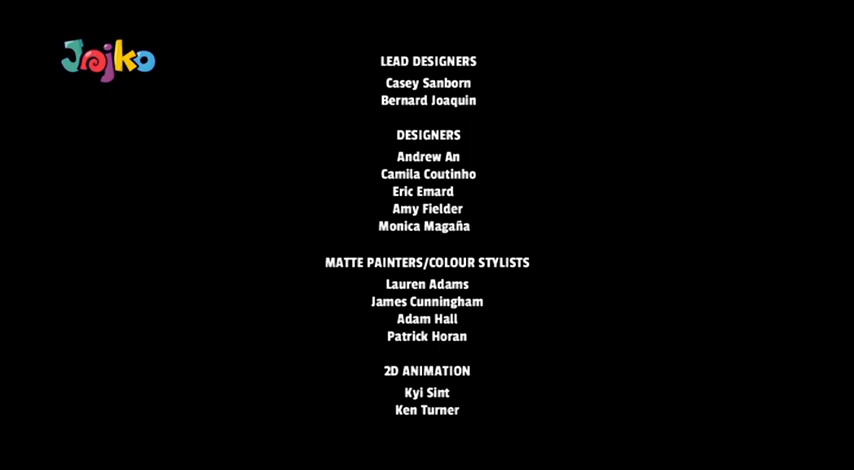 Jojko
LEAD DESIGNERS
Casey Sanborn
Bernard Joaquin
DESIGNERS
Andrew An
Camila Coutinho
Eric Emard
Amy Fielder
Monica Magaña
MATTE PAINTERS/COLOUR STYLISTS
Lauren Adams
James Cunningham
Adam Hall
Patrick Horan
2D ANIMATION
Kyi Sint
Ken Turner